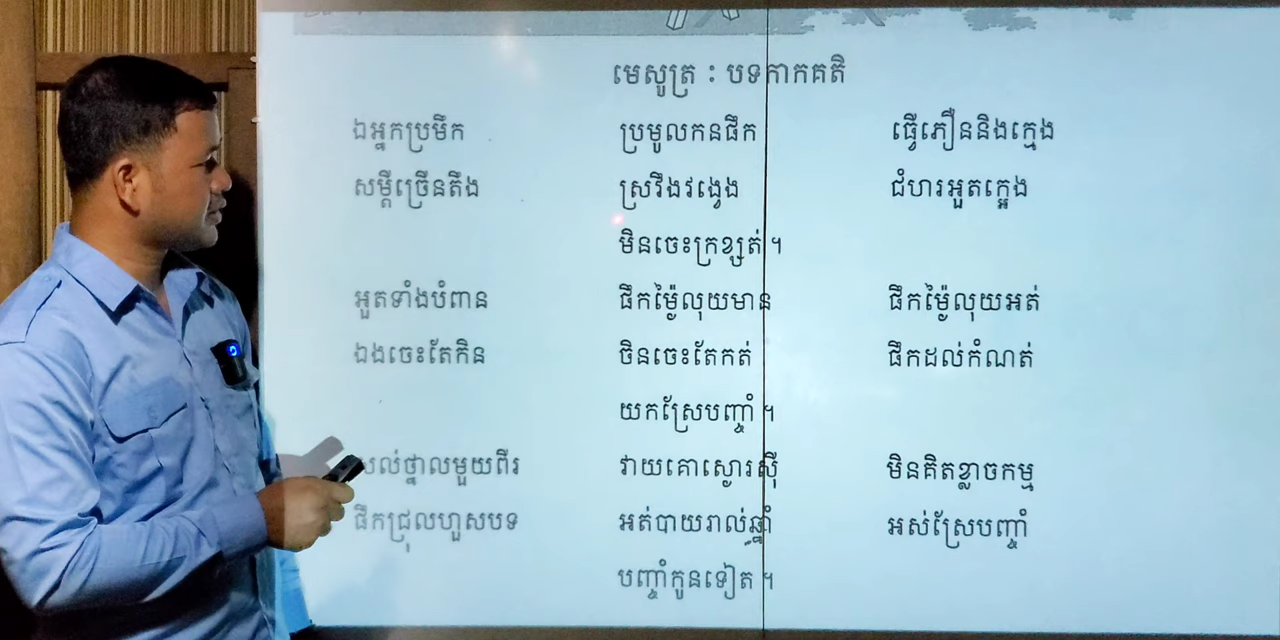 មេសូត្រ ៖ បទកាកគតិ
ឯអ្នកប្រមឹក ប្រមូលកនផឹក ធ្វើភឿននិងក្មេង
សម្ដីច្រើនតឹង ស្រវឹងវង្វេង ជំហរអួតក្អេង
មិនចេះក្រខ្សត់ ។
អួតទាំងបំពាន ផឹកម្ល៉ៃលុយមាន ផឹកម្ល៉ៃលុយអត់
ឯងចេះតែកិន ចិនចេះតែកត់ ផឹកដល់កំណត់
យកស្រែបញ្ចាំ ។
ថ្នាលមួយពីរ វាយគោស្លោរស៊ី មិនគិតខ្លាចកម្ម
ផឹកជ្រុលហួសបទ អត់បាយរាល់ឆ្នាំ អស់ស្រែបញ្ចាំ
បញ្ចាំកូនទៀត ។